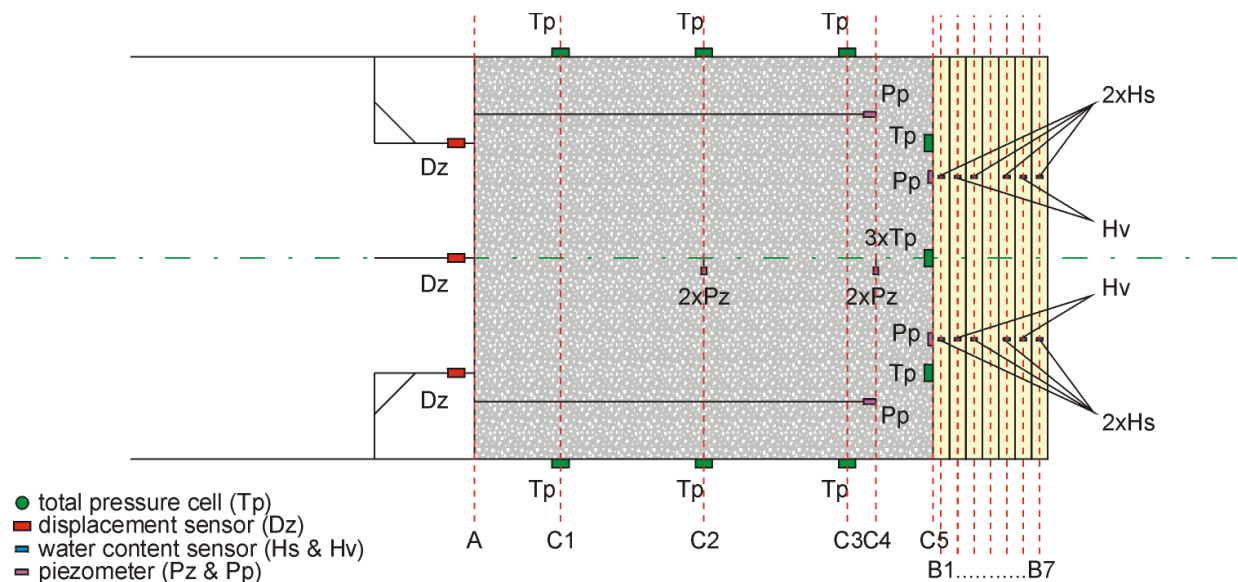 Tp Tp Tp
Pp
2xHs
Tp
Dz
Pp
Hv
3xTp
Dz
2xPz 2xPz
Hv
Pp
Tp
Dz
Pp
2xHs
Tp Tp Tp
total pressure cell (Tp)
displacement sensor (Dz)
water content sensor (Hs & Hv)
piezometer (Pz & Pp)
A C1 C2 C3 C4 C5
B1...........B7